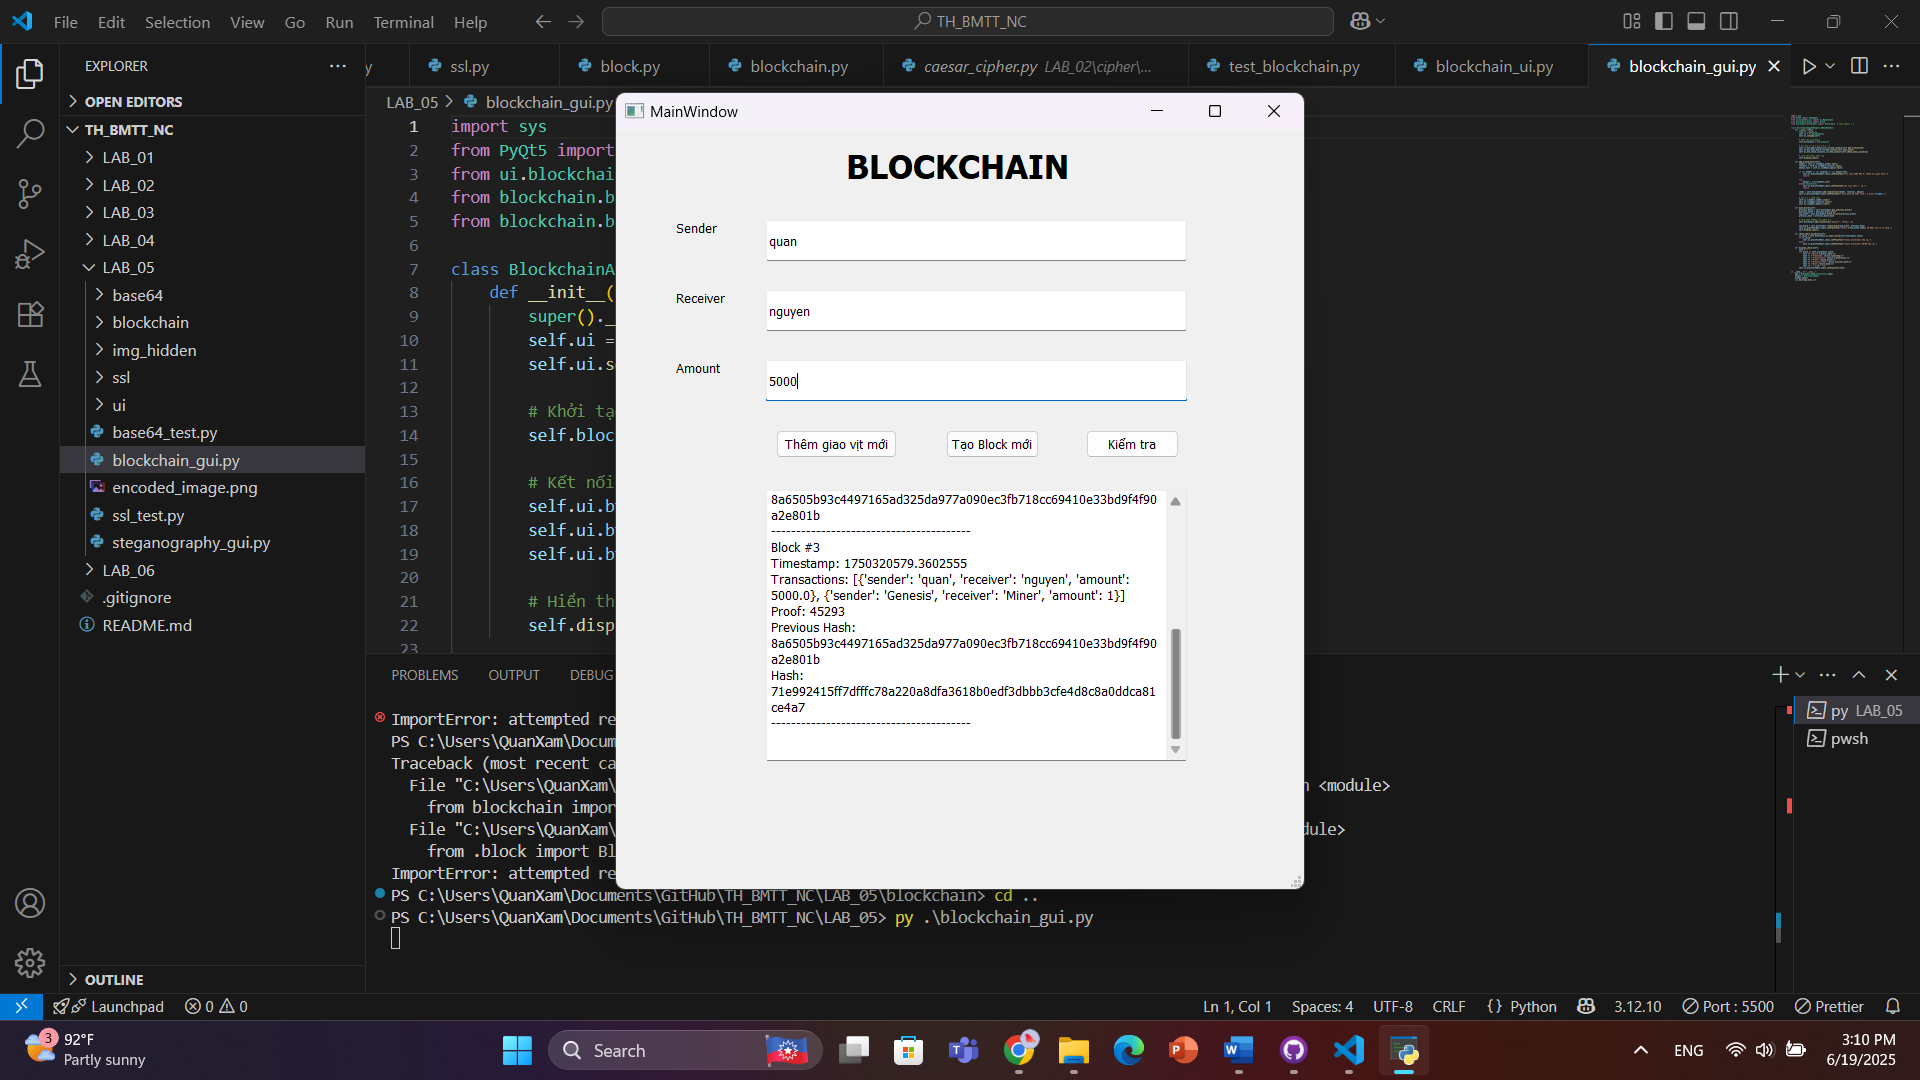 File Edit Selection View Go Run Terminal Help
TH_BMTT_NC
EXPLORER
OPEN EDITORS
TH_BMTT_NC
LAB_01
LAB_02
LAB_03
LAB_04
LAB_05
base64
blockchain
img_hidden
ssl
ui
base64_test.py
blockchain_gui.py
encoded_image.png
ssl_test.py
steganography_gui.py
LAB_06
.gitignore
README.md
OUTLINE
y ssl.py block.py blockchain.py caesar_cipher.py LAB_02\cipher\... test_blockchain.py blockchain_ui.py blockchain_gui.py
LAB_05 > blockchain_gui.py
1 import sys
2 from PyQt5 import
3 from ui.blockchai
4 from blockchain.b
5 from blockchain.b
6
7 class BlockchainA
8 def __init__(
9 super()._
10 self.ui =
11 self.ui.s
12
13 # Khởi tạ
14 self.bloc
15
16 # Kết nối
17 self.ui.b
18 self.ui.b
19 self.ui.b
20
21 # Hiển th
22 self.disp
23
MainWindow
BLOCKCHAIN
Sender
quan
Receiver
nguyen
Amount
5000
Thêm giao vịt mới
Tạo Block mới
Kiểm tra
8a6505b93c4497165ad325da977a090ec3fb718cc69410e33bd9f4f90
a2e801b
----------------------------------------
Block #3
Timestamp: 1750320579.3602555
Transactions: [{'sender': 'quan', 'receiver': 'nguyen', 'amount':
5000.0}, {'sender': 'Genesis', 'receiver': 'Miner', 'amount': 1}]
Proof: 45293
Previous Hash:
8a6505b93c4497165ad325da977a090ec3fb718cc69410e33bd9f4f90
a2e801b
Hash:
71e992415ff7dfffc78a220a8dfa3618b0edf3dbbb3cfe4d8c8a0ddca81
ce4a7
----------------------------------------
PROBLEMS OUTPUT DEBUG
ImportError: attempted re
PS C:\Users\QuanXam\Docum
Traceback (most recent ca
File "C:\Users\QuanXam\ n <module>
from blockchain impor
File "C:\Users\QuanXam\ dule>
from .block import Bl
ImportError: attempted re
PS C:\Users\QuanXam\Documents\GitHub\TH_BMTT_NC\LAB_05\blockchain> cd ..
PS C:\Users\QuanXam\Documents\GitHub\TH_BMTT_NC\LAB_05> py .\blockchain_gui.py
py LAB_05
pwsh
Launchpad 0 0 Ln 1, Col 1 Spaces: 4 UTF-8 CRLF {} Python 3.12.10 Port : 5500 Prettier
3
92°F
Partly sunny
Search
ENG
3:10 PM
6/19/2025